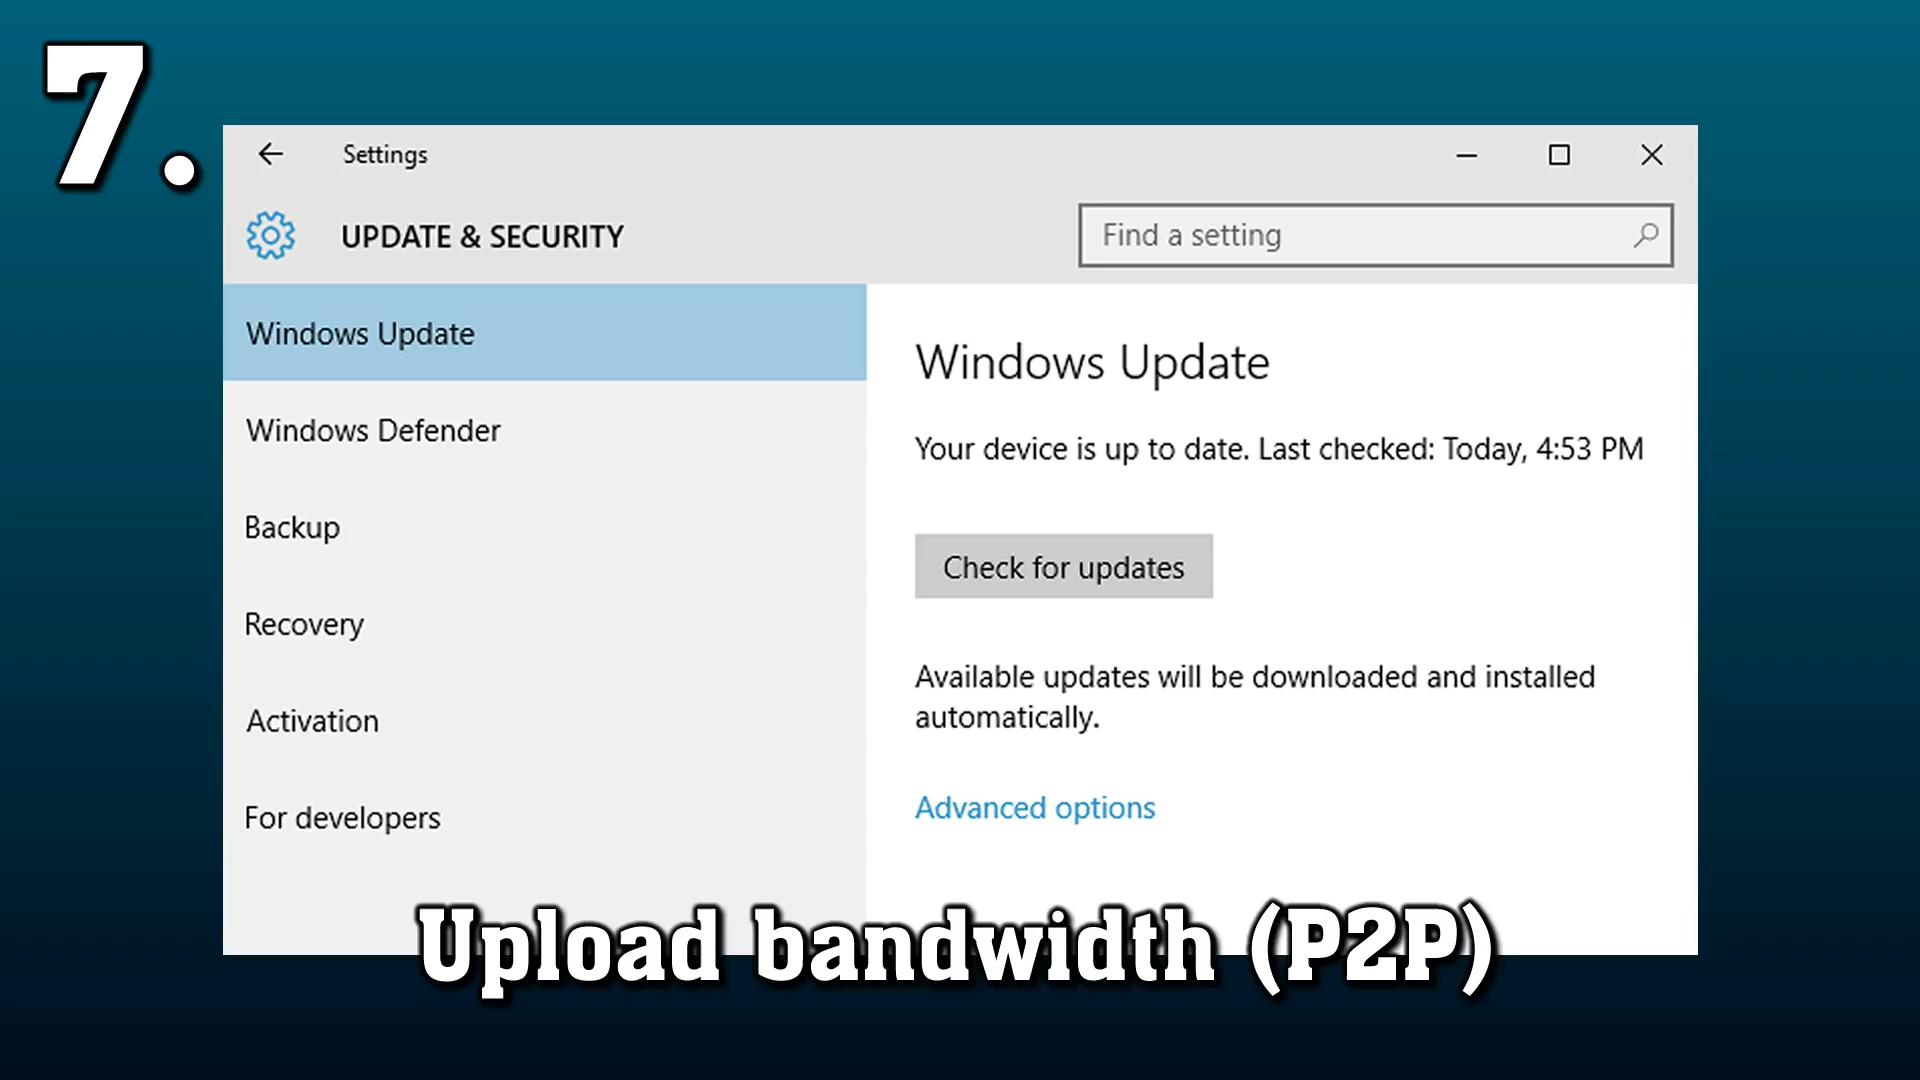 7.
Settings
UPDATE & SECURITY
Find a setting
Windows Update
Windows Defender
Backup
Recovery
Activation
For developers
Windows Update
Your device is up to date. Last checked: Today, 4:53 PM
Check for updates
Available updates will be downloaded and installed
automatically.
Advanced options
Upload bandwidth (P2P)